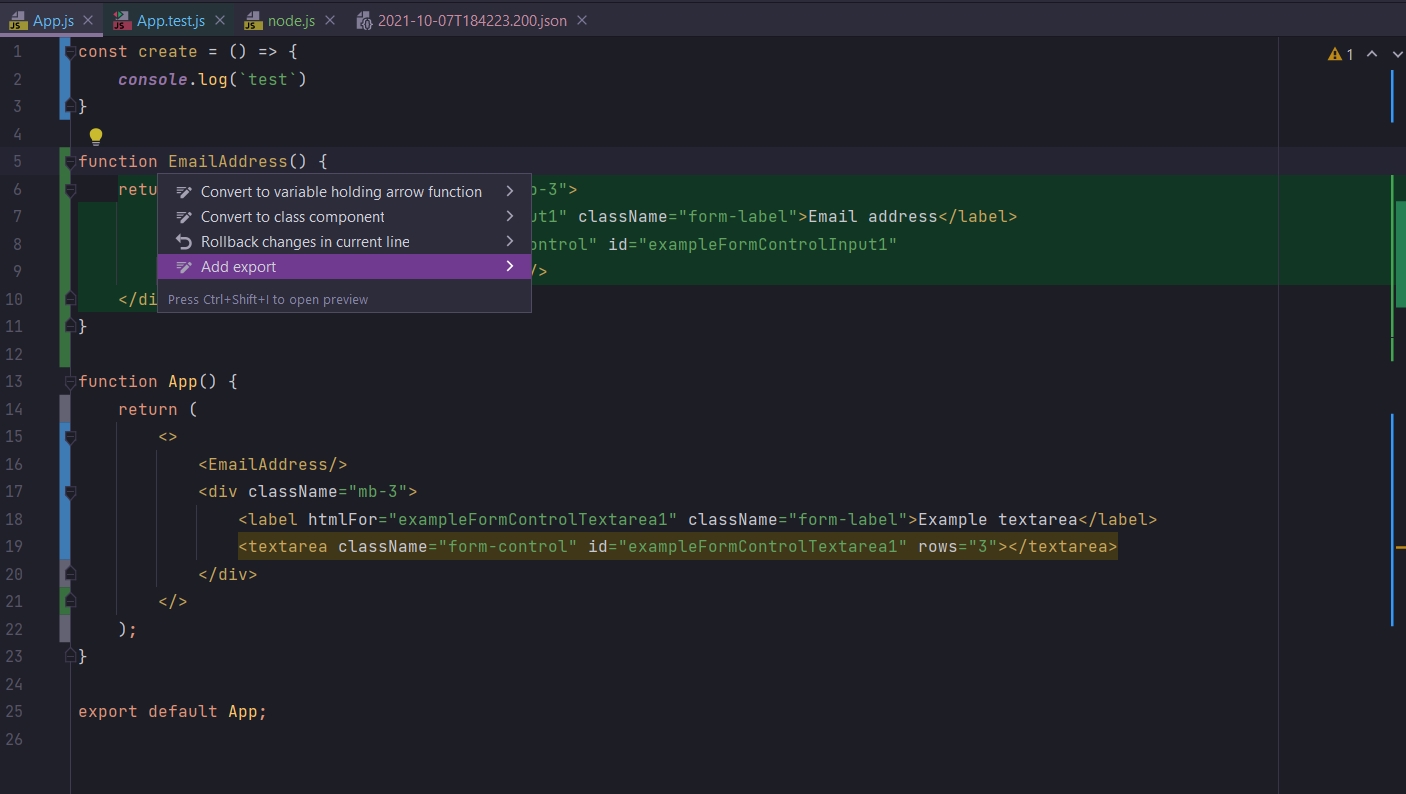 App.js App.test.js node.js 2021-10-07T184223.200.json
1 const create = () => {
1
2 console.log(`test`)
3 }
4
5 function EmailAddress() {
6 retu b-3">
Convert to variable holding arrow function
7 ut1" className="form-label">Email address</label>
Convert to class component
8 ontrol" id="exampleFormControlInput1"
Rollback changes in current line
9 />
Add export
10 </di
Press Ctrl+Shift+I to open preview
11 }
12
13 function App() {
14 return (
15 <>
16 <EmailAddress/>
17 <div className="mb-3">
18 <label htmlFor="exampleFormControlTextarea1" className="form-label">Example textarea</label>
19 <textarea className="form-control" id="exampleFormControlTextarea1" rows="3"></textarea>
20 </div>
21 </>
22 );
23 }
24
25 export default App;
26